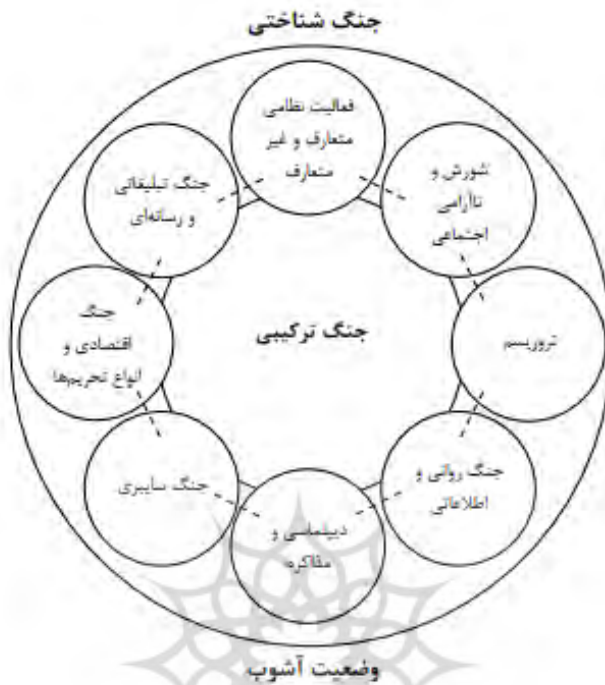 جنگ شناختی
فعالیت نظامی
متعارف و غیر
متعارف
شورش و
ناآرامی
اجتماعی
تروریسم
جنگ روانی و
اطلاعاتی
دیپلماسی و
مذاکره
جنگ سایبری
جنگ
اقتصادی و
انواع تحریم‌ها
جنگ تبلیغاتی
و رسانه‌ای
جنگ ترکیبی
وضعیت آشوب